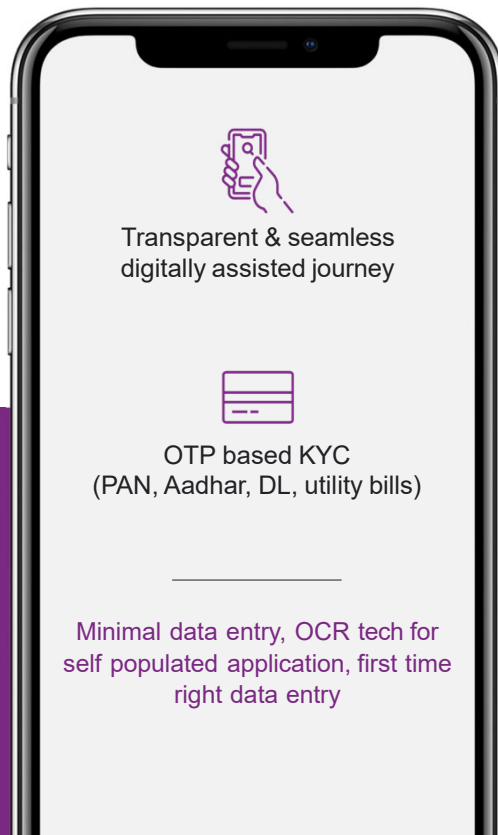 Transparent & seamless
digitally assisted journey
OTP based KYC
(PAN, Aadhar, DL, utility bills)
Minimal data entry, OCR tech for
self populated application, first time
right data entry